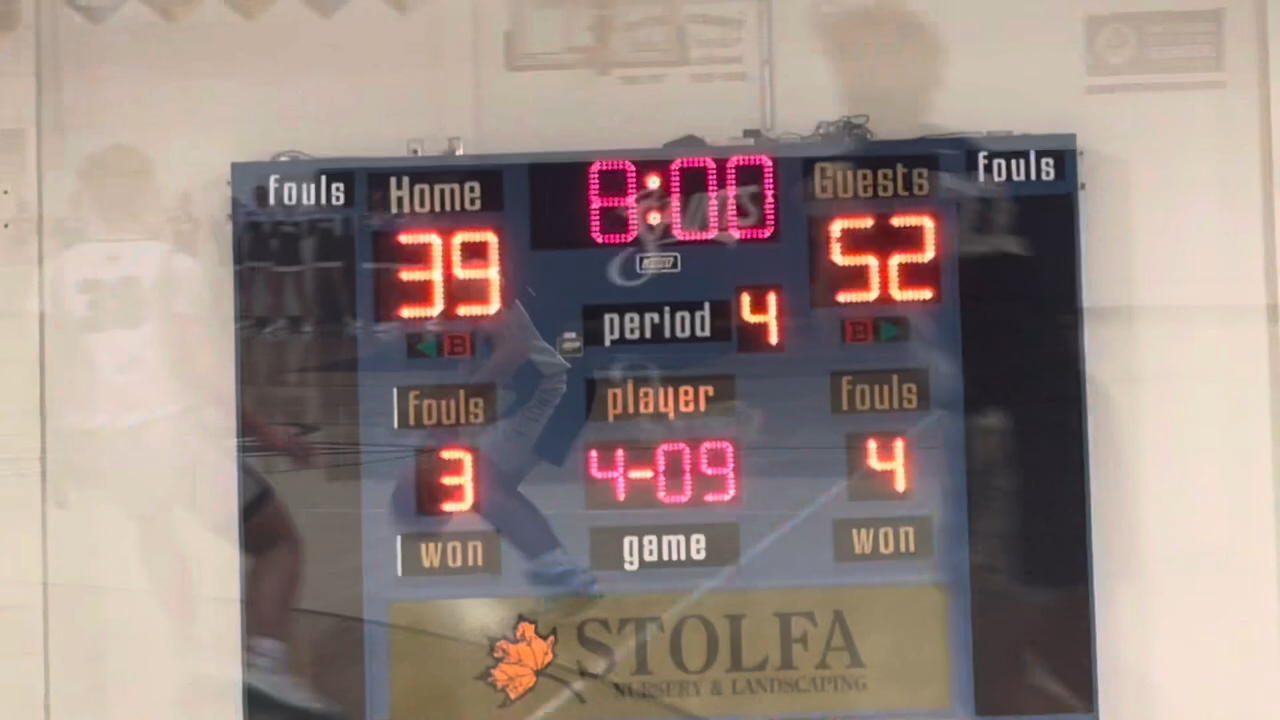 fouls Home 8:00 Guests fouls
39 52
period 4
B B
fouls player fouls
3 4-09 4
won game won
STOLFA
NURSERY & LANDSCAPING